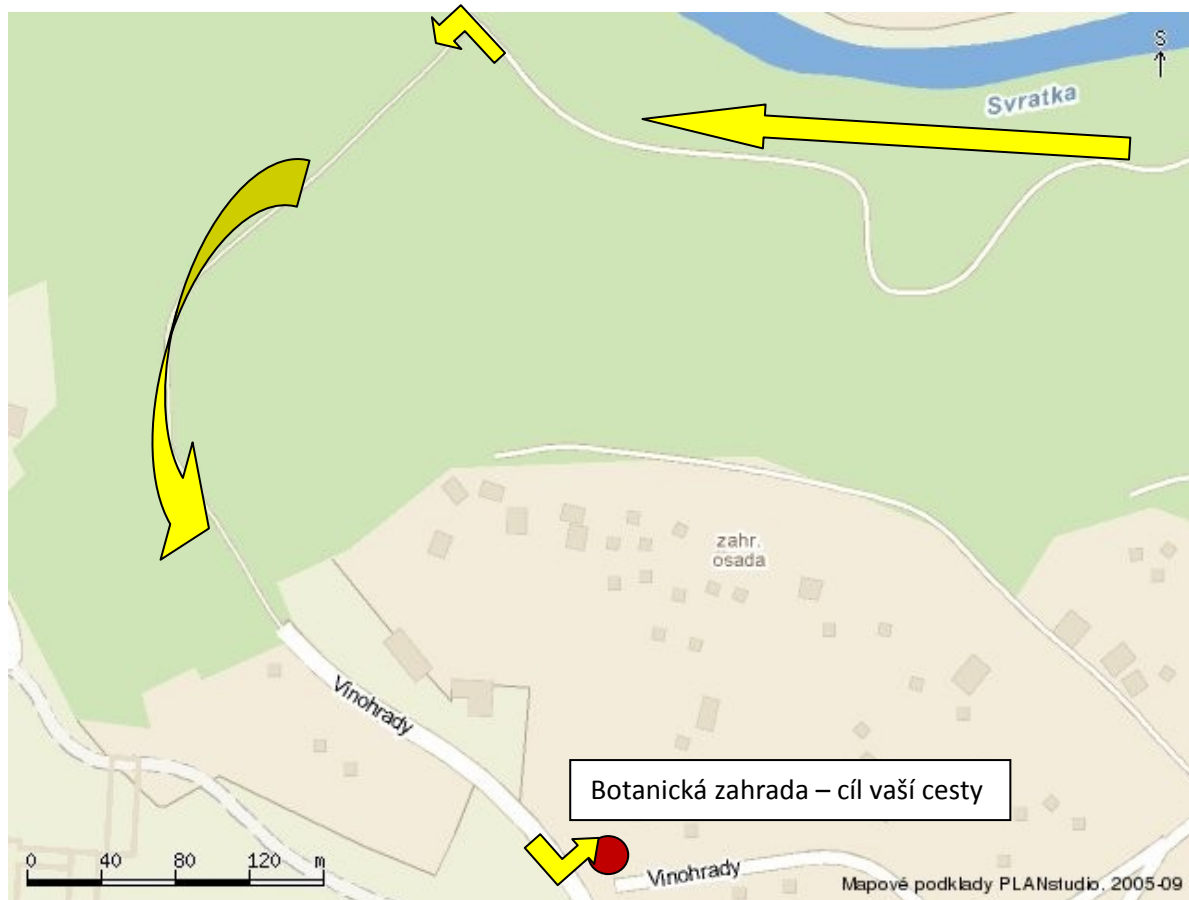 S
Svratka
zahr.
osada
Vinohrady
Botanická zahrada – cíl vaší cesty
Vinohrady
0 40 80 120 m
Mapové podklady PLANstudio, 2005-09